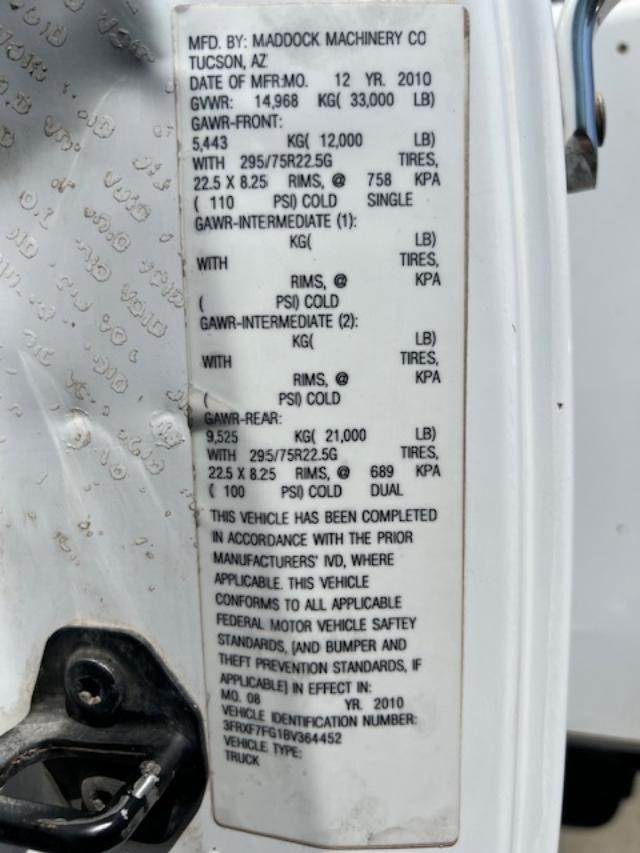 MFD. BY: MADDOCK MACHINERY CO
TUCSON, AZ
DATE OF MFR:MO. 12 YR. 2010
GVWR: 14,968 KG( 33,000 LB)
GAWR-FRONT:
5,443 KG( 12,000 LB)
WITH 295/75R22.5G TIRES,
22.5 X 8.25 RIMS, @ 758 KPA
( 110 PSI) COLD SINGLE
GAWR-INTERMEDIATE (1):
KG( LB)
WITH TIRES,
RIMS, @ KPA
( PSI) COLD
GAWR-INTERMEDIATE (2):
KG( LB)
WITH TIRES,
RIMS, @ KPA
( PSI) COLD
GAWR-REAR:
9,525 KG( 21,000 LB)
WITH 295/75R22.5G TIRES,
22.5 X 8.25 RIMS, @ 689 KPA
( 100 PSI) COLD DUAL
THIS VEHICLE HAS BEEN COMPLETED
IN ACCORDANCE WITH THE PRIOR
MANUFACTURERS' IVD, WHERE
APPLICABLE. THIS VEHICLE
CONFORMS TO ALL APPLICABLE
FEDERAL MOTOR VEHICLE SAFTEY
STANDARDS, [AND BUMPER AND
THEFT PREVENTION STANDARDS, IF
APPLICABLE] IN EFFECT IN:
MO. 08 YR. 2010
VEHICLE IDENTIFICATION NUMBER:
3FRXF7FG1BV364452
VEHICLE TYPE:
TRUCK